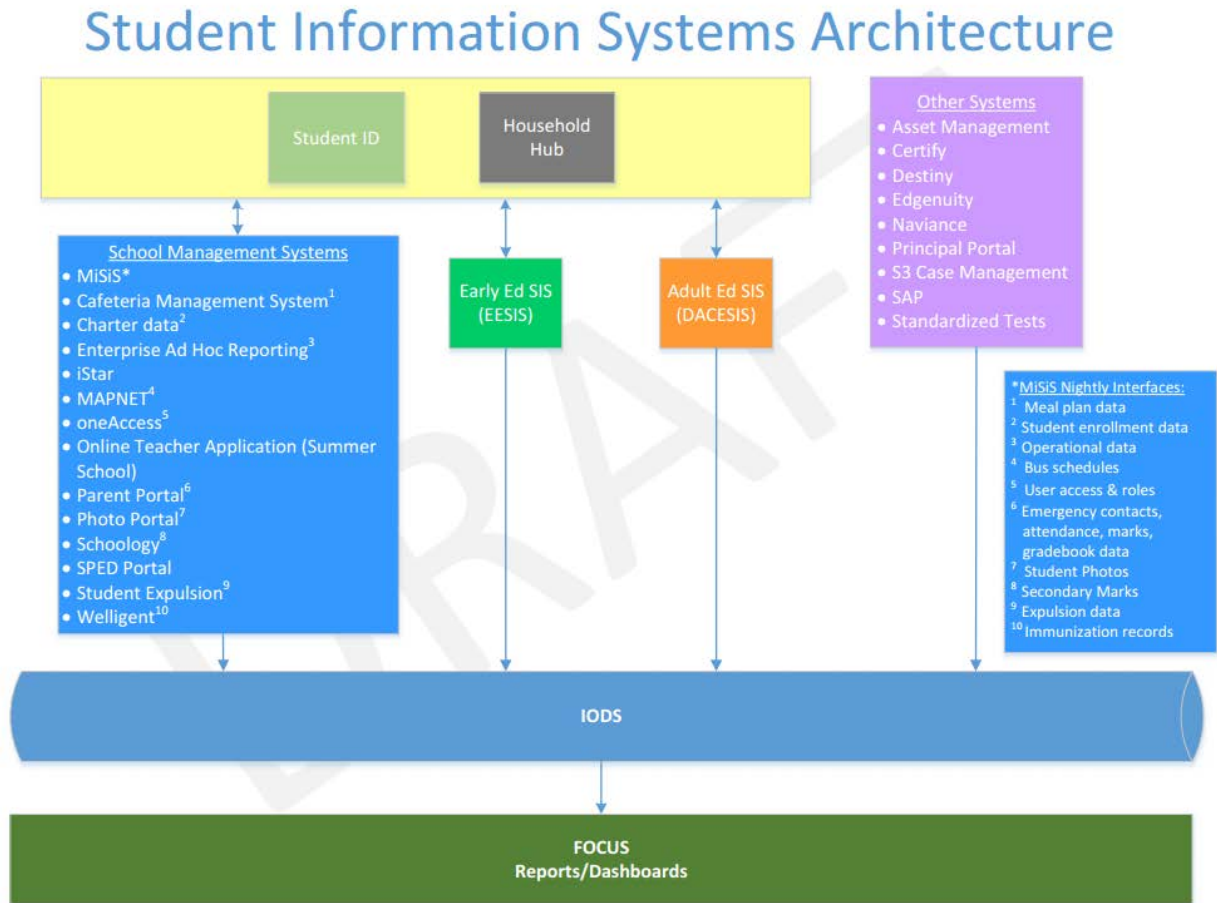 Student Information Systems Architecture
Student ID
Household
Hub
Other Systems
• Asset Management
• Certify
• Destiny
• Edgenuity
• Naviance
• Principal Portal
• S3 Case Management
• SAP
• Standardized Tests
School Management Systems
• MiSiS*
• Cafeteria Management System¹
• Charter data²
• Enterprise Ad Hoc Reporting³
• iStar
• MAPNET⁴
• oneAccess⁵
• Online Teacher Application (Summer
School)
• Parent Portal⁶
• Photo Portal⁷
• Schoology⁸
• SPED Portal
• Student Expulsion⁹
• Welligent¹⁰
Early Ed SIS
(EESIS)
Adult Ed SIS
(DACESIS)
*MiSiS Nightly Interfaces:
¹ Meal plan data
² Student enrollment data
³ Operational data
⁴ Bus schedules
⁵ User access & roles
⁶ Emergency contacts,
attendance, marks,
gradebook data
⁷ Student Photos
⁸ Secondary Marks
⁹ Expulsion data
¹⁰ Immunization records
IODS
FOCUS
Reports/Dashboards
DRAFT